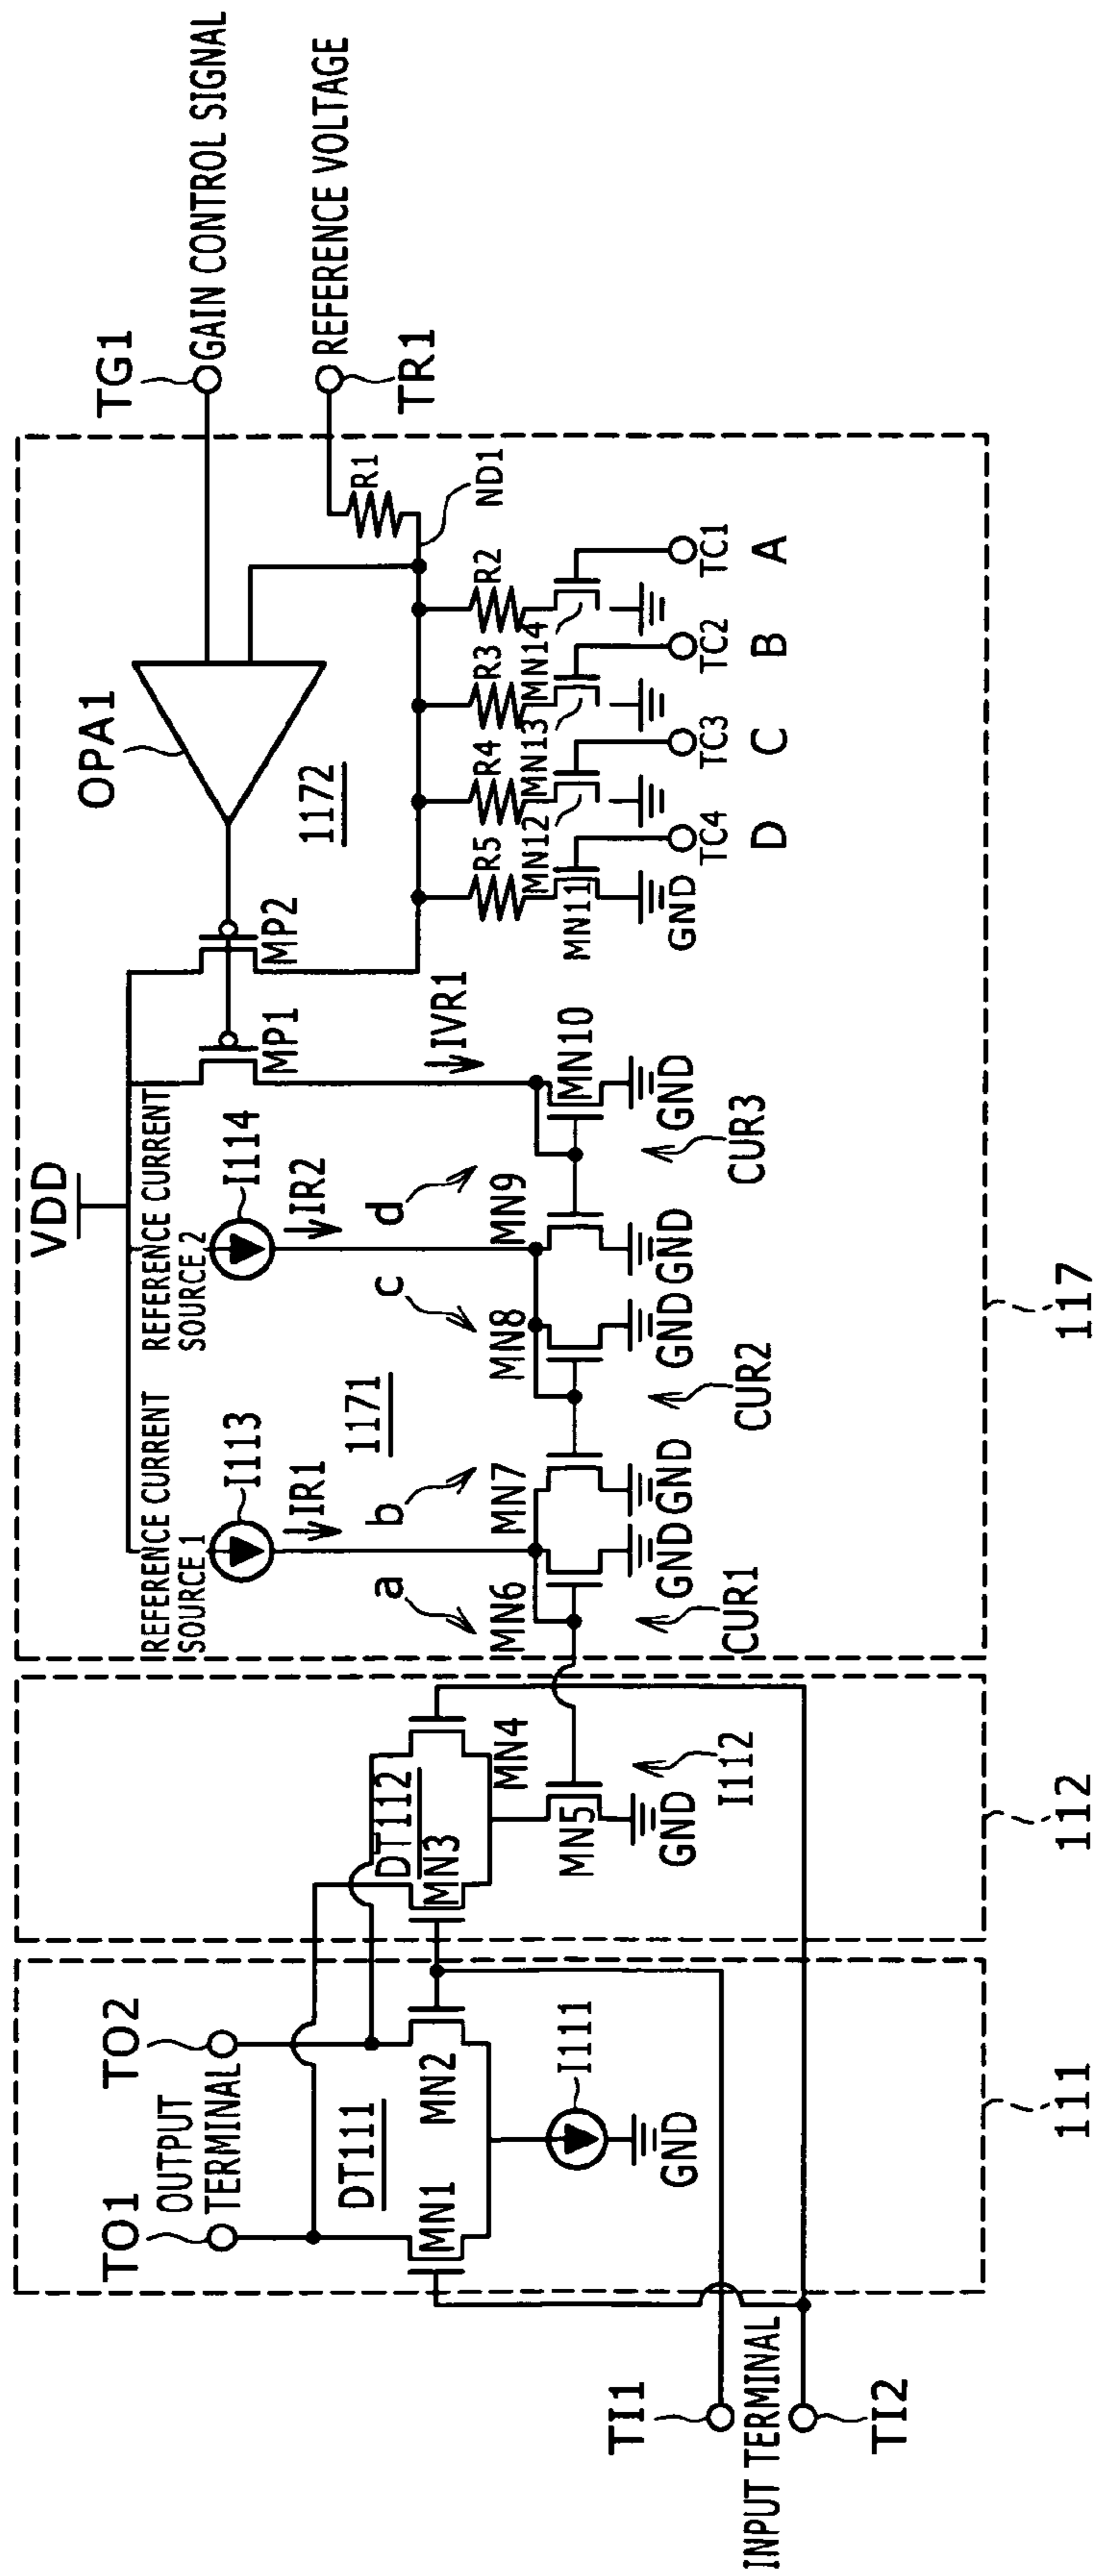 TG1
GAIN CONTROL SIGNAL
REFERENCE VOLTAGE
TR1
VDD
OPA1
1172
R1
ND1
MP1
MP2
IVR1
REFERENCE CURRENT
SOURCE 1
I113
IR1
REFERENCE CURRENT
SOURCE 2
I114
IR2
1171
a
b
c
d
MN6
MN7
MN8
MN9
MN10
GND
GND
GND
GND
GND
CUR1
CUR2
CUR3
R5
R4
R3
R2
MN11
MN12
MN13
MN14
GND
TC4
TC3
TC2
TC1
D
C
B
A
117
DT112
MN3
MN4
MN5
GND
I112
112
TO1
TO2
OUTPUT
TERMINAL
DT111
MN1
MN2
I111
GND
111
TI1
INPUT TERMINAL
TI2